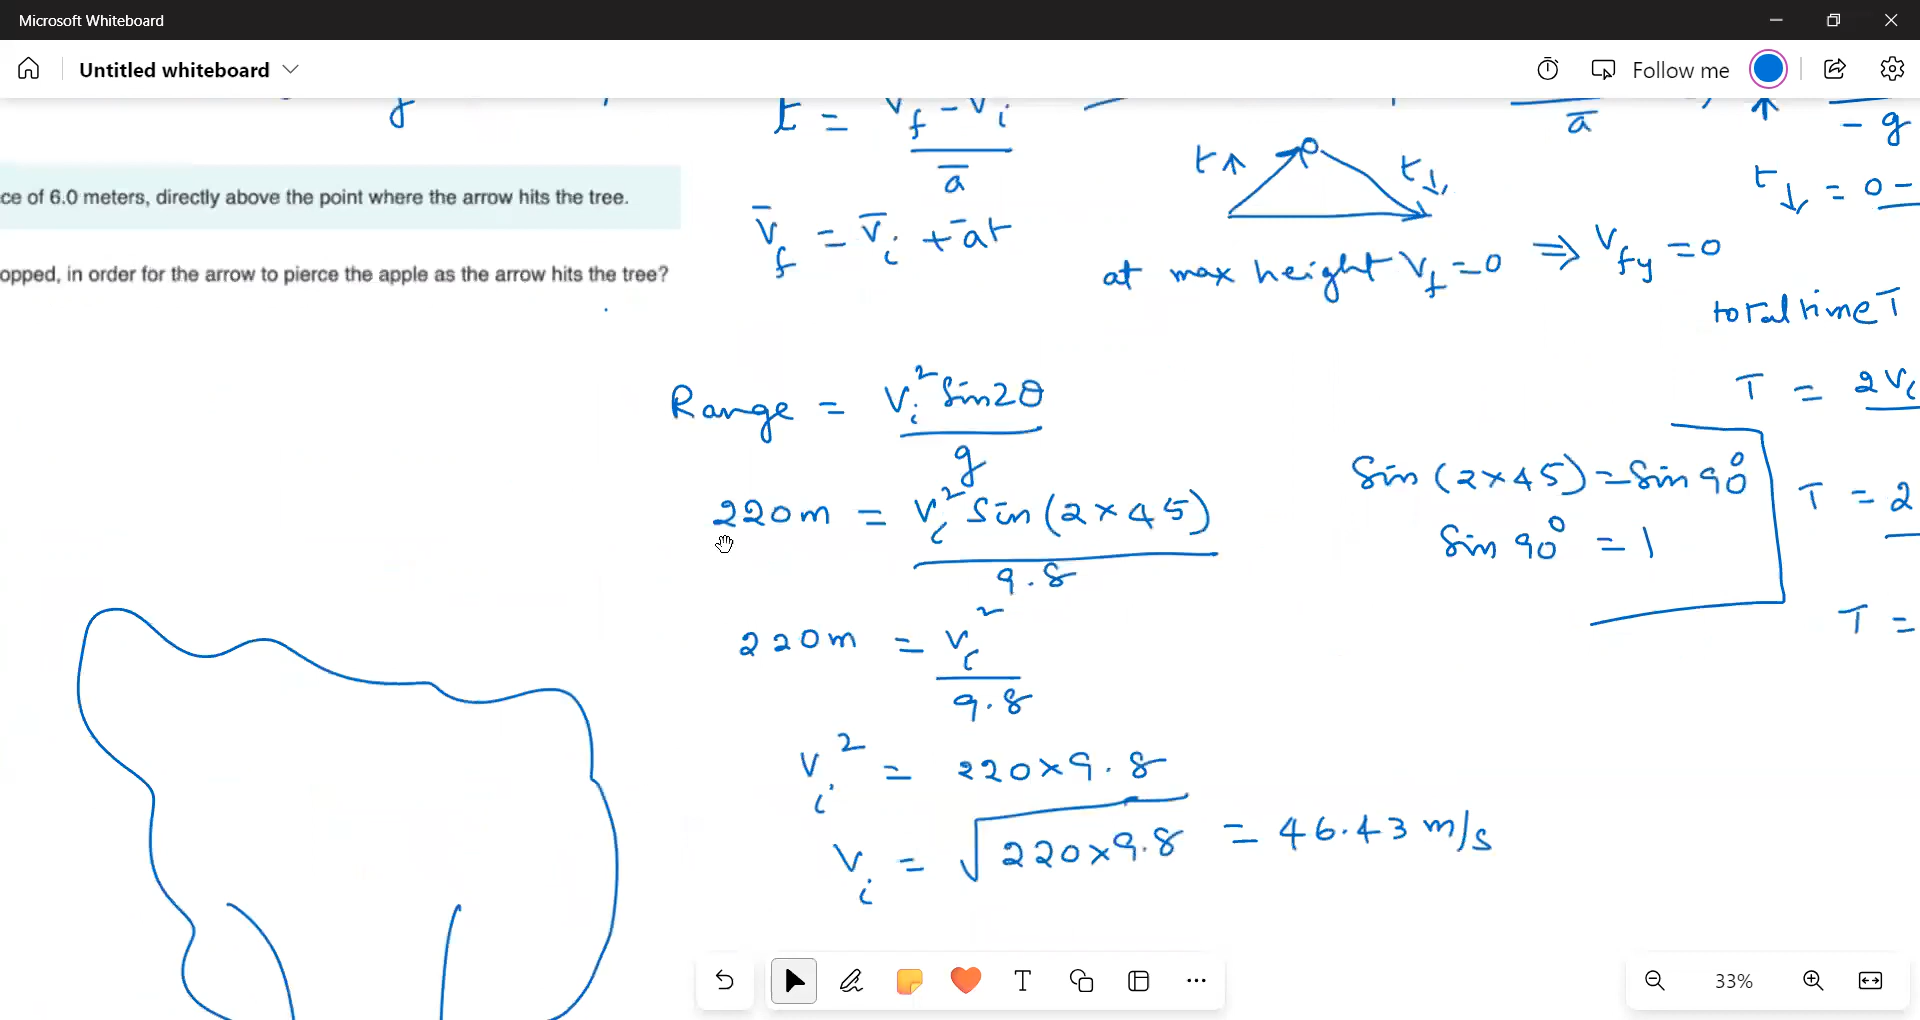 Microsoft Whiteboard
Untitled whiteboard
Follow me
g
t = vf - vi
a
a
- g
ce of 6.0 meters, directly above the point where the arrow hits the tree.
t↑
t↓
t↓ = 0 -
vf = vi + at
at max height Vf = 0 ⇒ Vfy = 0
opped, in order for the arrow to pierce the apple as the arrow hits the tree?
total time T
T = 2Vi
Range = Vi² Sin2θ
g
Sin (2×45) = Sin 90°
T = 2
220m = Vi² Sin (2×45)
9.8
Sin 90° = 1
220m = Vi²
9.8
T =
Vi² = 220×9.8
Vi = √220×9.8 = 46.43 m/s
T
33%